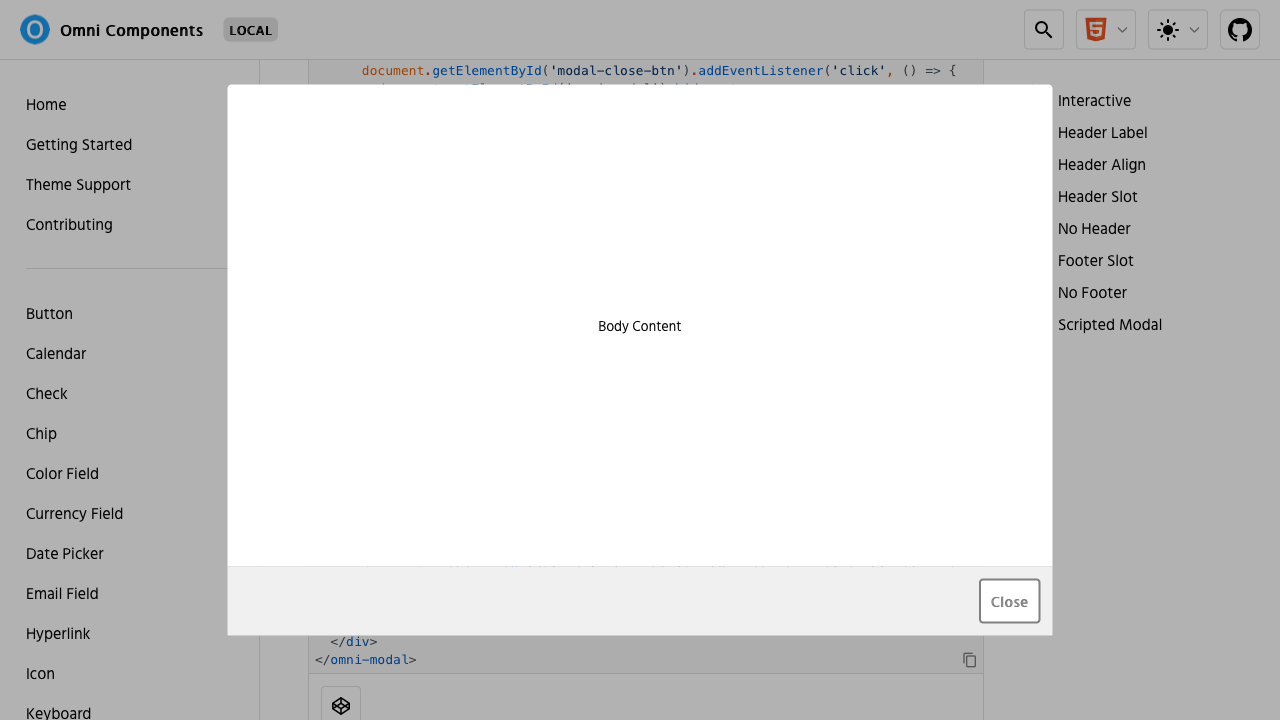 Omni Components
LOCAL
document.getElementById('modal-close-btn').addEventListener('click', () => {
Home
Getting Started
Theme Support
Contributing
Button
Calendar
Check
Chip
Color Field
Currency Field
Date Picker
Email Field
Hyperlink
Icon
Keyboard
Body Content
Close
</div>
</omni-modal>
Interactive
Header Label
Header Align
Header Slot
No Header
Footer Slot
No Footer
Scripted Modal